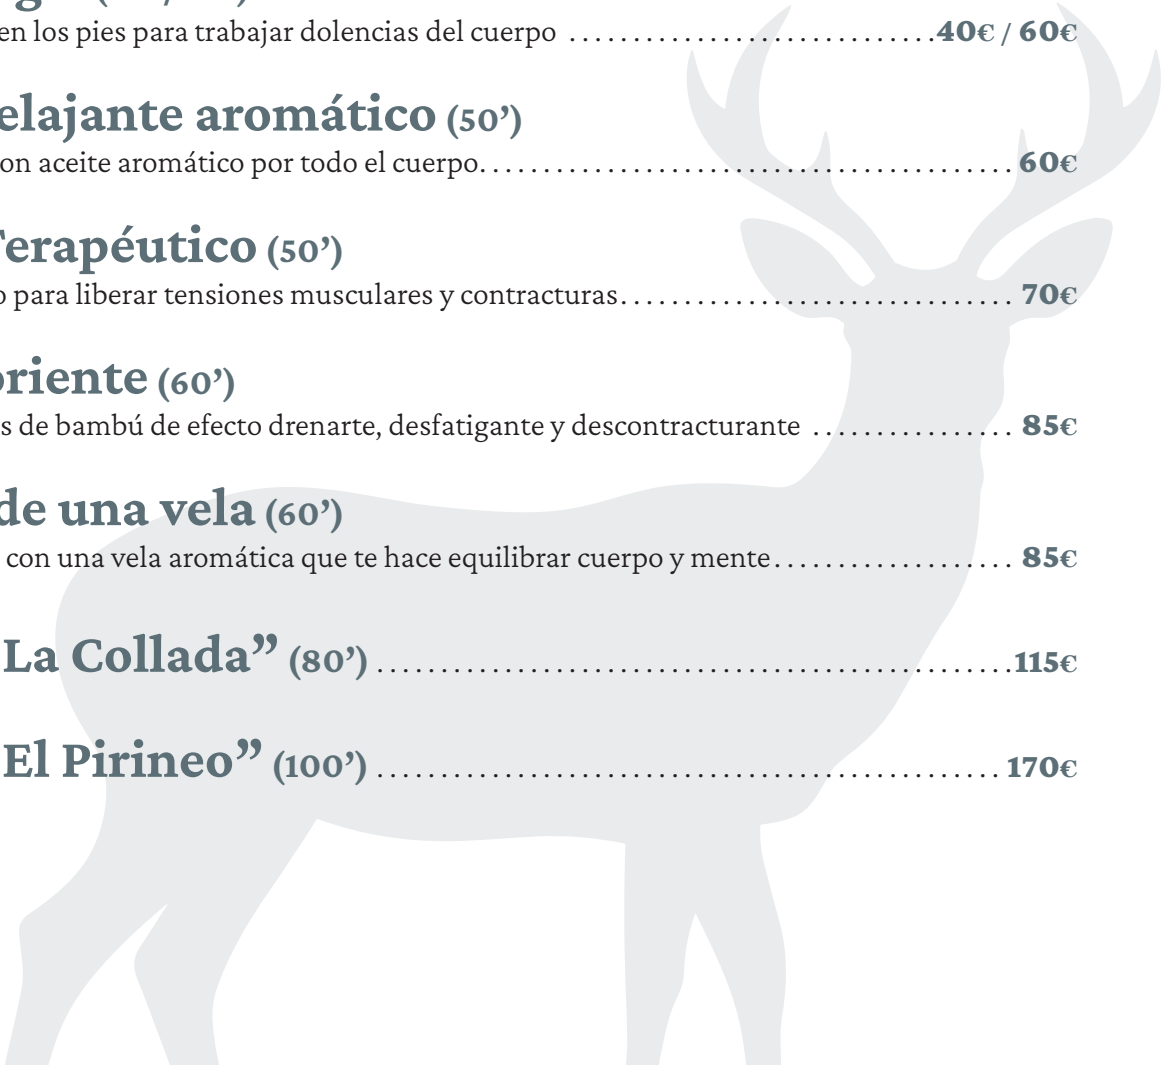 en los pies para trabajar dolencias del cuerpo ....................................40€ / 60€
elajante aromático (50’)
on aceite aromático por todo el cuerpo.......................................... 60€
Terapéutico (50’)
o para liberar tensiones musculares y contracturas............................... 70€
oriente (60’)
s de bambú de efecto drenarte, desfatigante y descontracturante ................ 85€
de una vela (60’)
con una vela aromática que te hace equilibrar cuerpo y mente................... 85€
La Collada” (80’) ..................................................115€
El Pirineo” (100’) ................................................. 170€